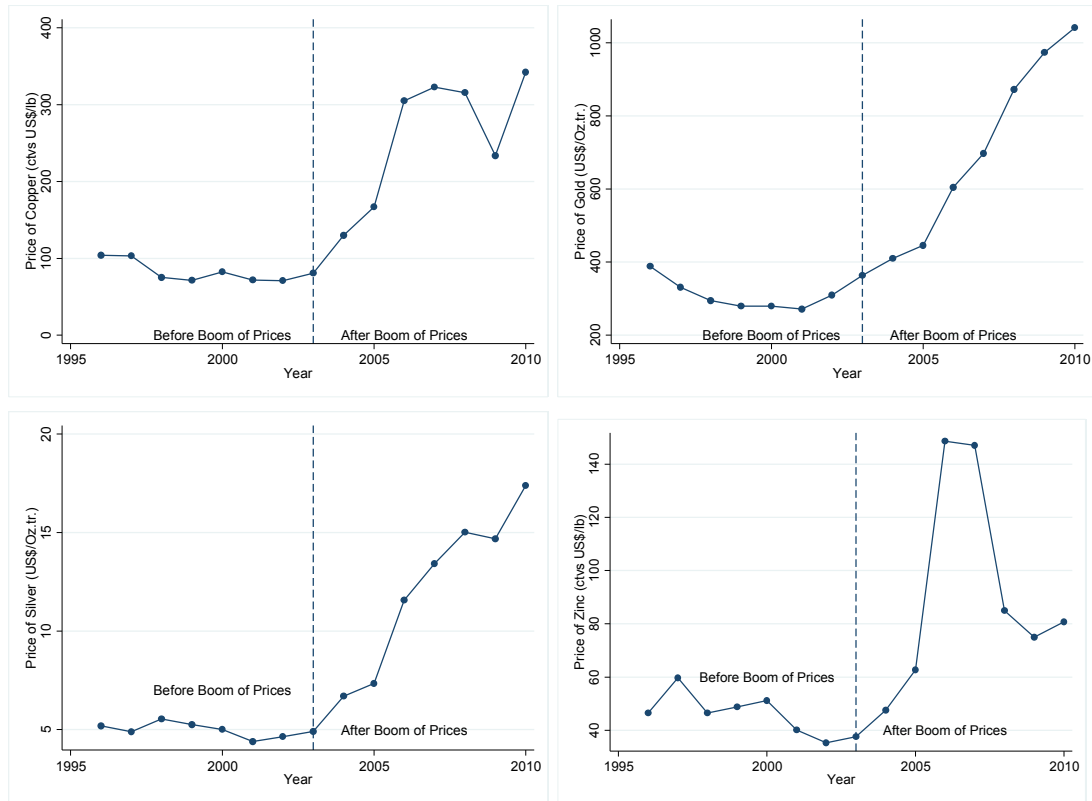 Price of Copper (ctvs US$/lb)
400
300
200
100
0
Before Boom of Prices
After Boom of Prices
1995
2000
2005
2010
Year
Price of Gold (US$/Oz.tr.)
1000
800
600
400
200
Before Boom of Prices
After Boom of Prices
1995
2000
2005
2010
Year
Price of Silver (US$/Oz.tr.)
20
15
10
5
Before Boom of Prices
After Boom of Prices
1995
2000
2005
2010
Year
Price of Zinc (ctvs US$/lb)
140
120
100
80
60
40
Before Boom of Prices
After Boom of Prices
1995
2000
2005
2010
Year